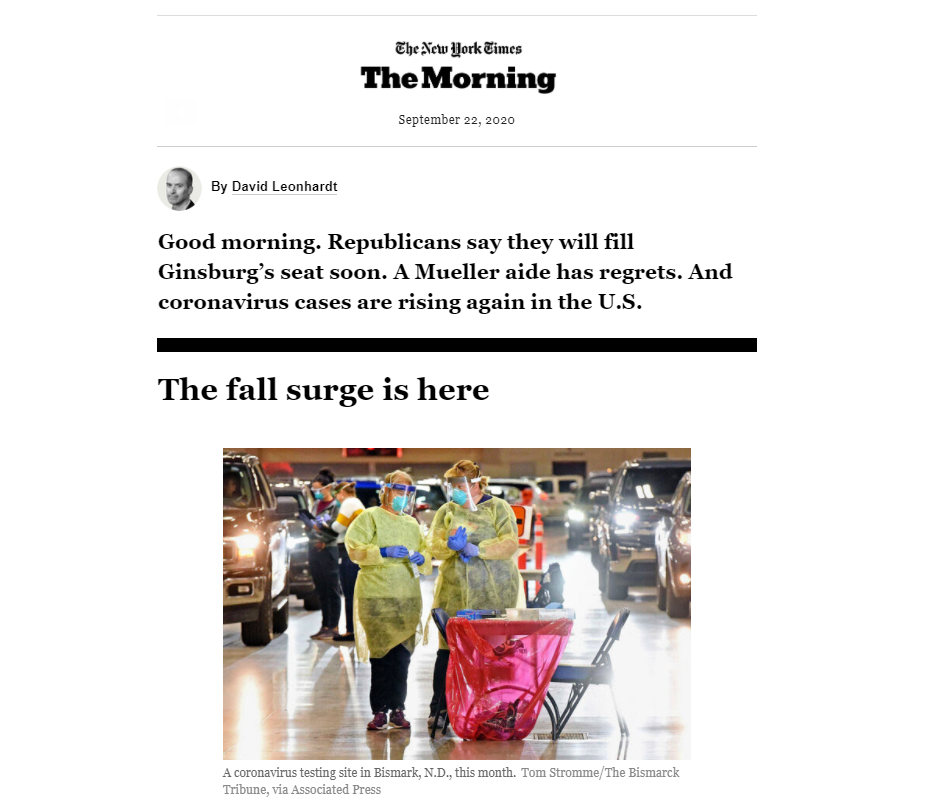 The New York Times
The Morning
September 22, 2020
By David Leonhardt
Good morning. Republicans say they will fill
Ginsburg’s seat soon. A Mueller aide has regrets. And
coronavirus cases are rising again in the U.S.
The fall surge is here
A coronavirus testing site in Bismark, N.D., this month. Tom Stromme/The Bismarck
Tribune, via Associated Press